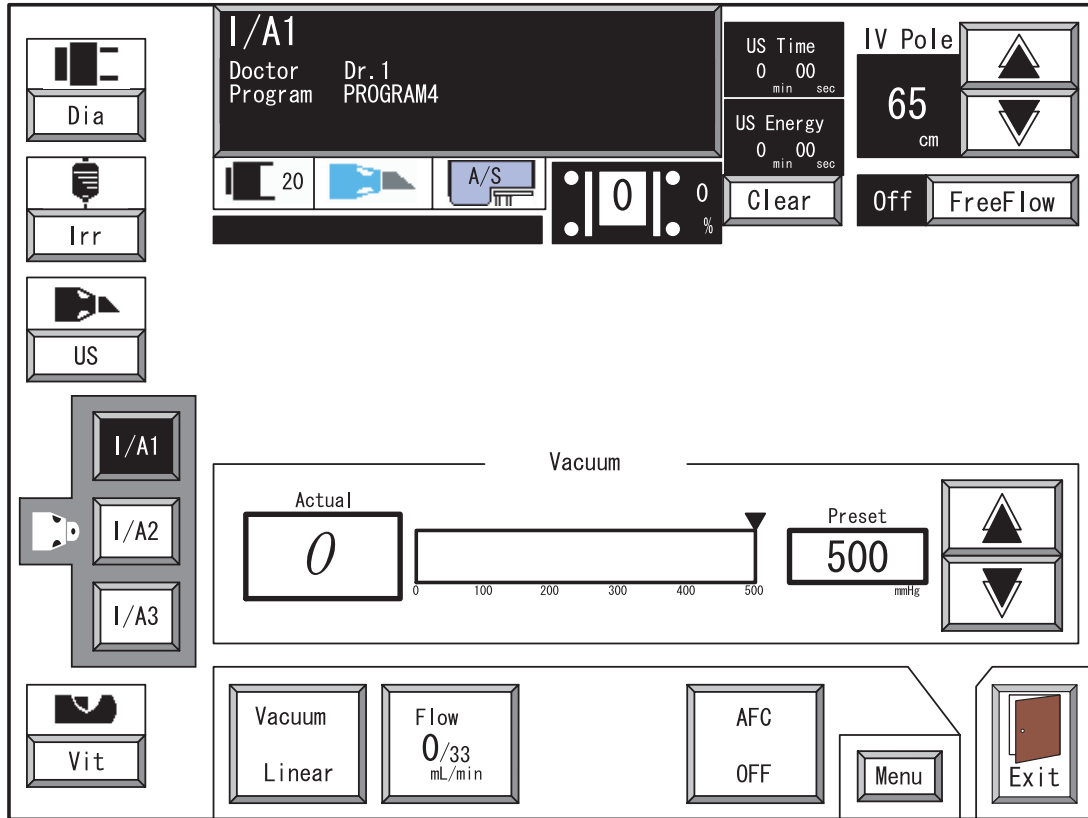 Dia
Irr
US
I/A1
I/A2
I/A3
Vit
I/A1
Doctor Dr.1
Program PROGRAM4
20
A/S
0
0
%
US Time
0 00
min sec
US Energy
0 00
min sec
Clear
IV Pole
65
cm
Off
FreeFlow
Vacuum
Actual
0
0 100 200 300 400 500
Preset
500
mmHg
Vacuum
Linear
Flow
0/33
mL/min
AFC
OFF
Menu
Exit